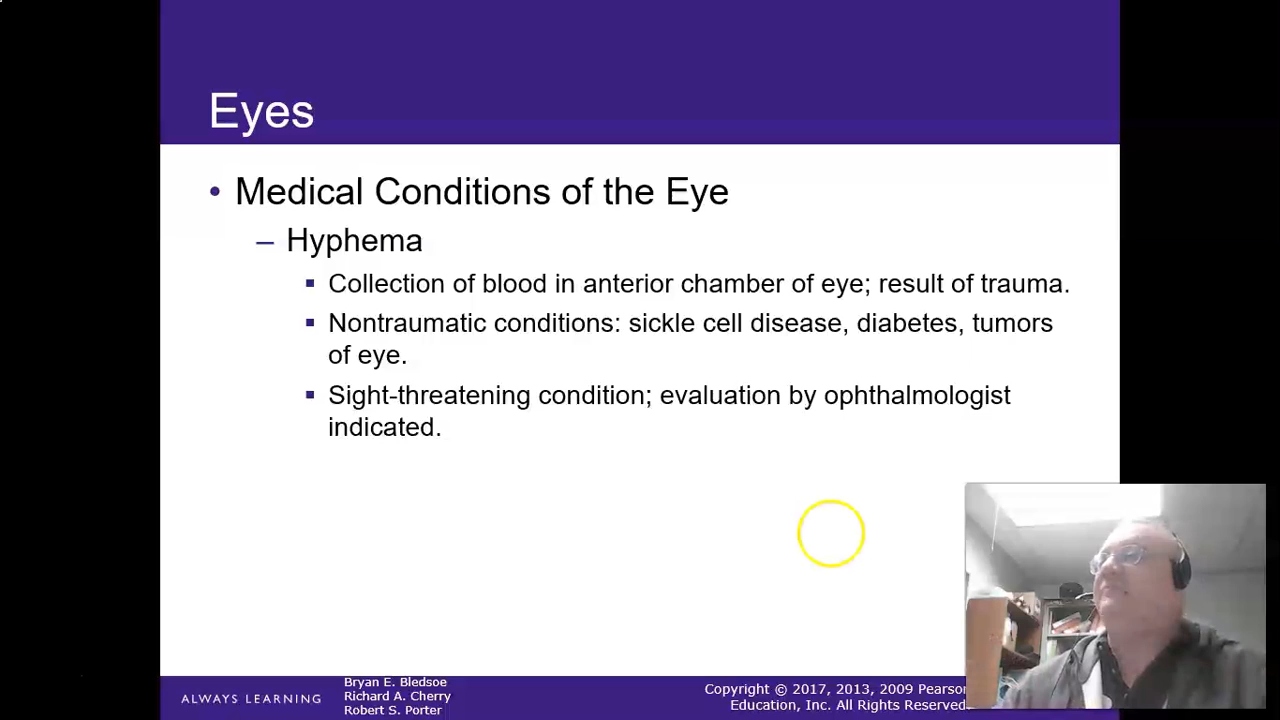 Eyes
• Medical Conditions of the Eye
– Hyphema
▪ Collection of blood in anterior chamber of eye; result of trauma.
▪ Nontraumatic conditions: sickle cell disease, diabetes, tumors
of eye.
▪ Sight-threatening condition; evaluation by ophthalmologist
indicated.
ALWAYS LEARNING
Bryan E. Bledsoe
Richard A. Cherry
Robert S. Porter
Copyright © 2017, 2013, 2009 Pearson
Education, Inc. All Rights Reserved.